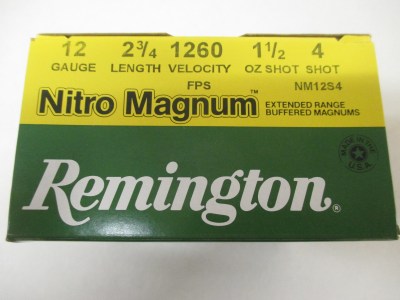 12 2¾ 1260 1½ 4
GAUGE LENGTH VELOCITY OZ SHOT SHOT
FPS NM12S4
Nitro Magnum™ EXTENDED RANGE
BUFFERED MAGNUMS
MADE IN THE
U.S.A.
Remington®